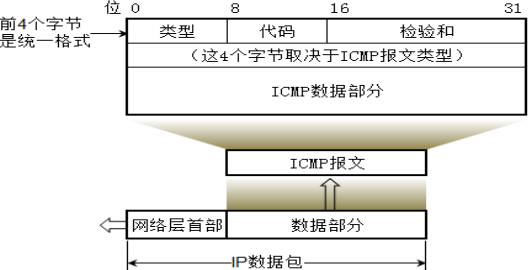 位 0 8 16 31
前4个字节
是统一格式
类型 代码 检验和
（这4个字节取决于ICMP报文类型）
ICMP数据部分
ICMP报文
网络层首部 数据部分
IP数据包